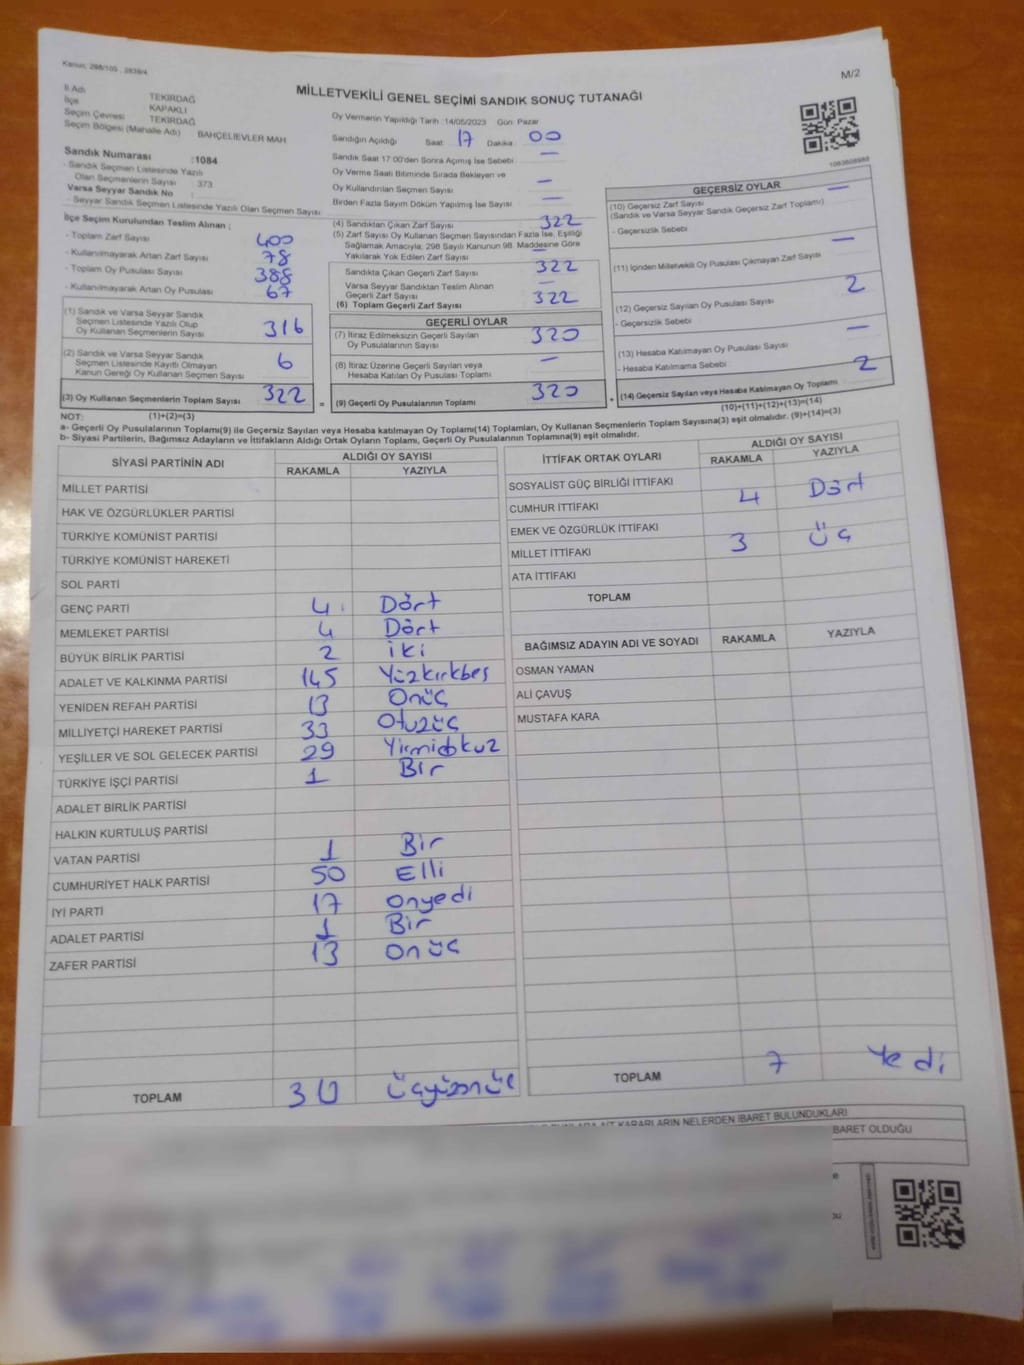 Kanun: 298/105 , 2839/4
M/2
MİLLETVEKİLİ GENEL SEÇİMİ SANDIK SONUÇ TUTANAĞI
İl Adı TEKİRDAĞ
İlçe KAPAKLI
Seçim Çevresi TEKİRDAĞ
Seçim Bölgesi (Mahalle Adı) BAHÇELİEVLER MAH
Sandık Numarası :1084
- Sandık Seçmen Listesinde Yazılı
Olan Seçmenlerin Sayısı 373
Varsa Seyyar Sandık No :
- Seyyar Sandık Seçmen Listesinde Yazılı Olan Seçmen Sayısı
Oy Vermenin Yapıldığı Tarih :14/05/2023 Gün: Pazar
Sandığın Açıldığı Saat: 17 Dakika: 00
Sandık Saat 17:00'den Sonra Açılmış İse Sebebi —
Oy Verme Saati Bitiminde Sırada Bekleyen ve
Oy Kullandırılan Seçmen Sayısı —
Birden Fazla Sayım Döküm Yapılmış İse Sayısı —
İlçe Seçim Kurulundan Teslim Alınan ;
- Toplam Zarf Sayısı 400
- Kullanılmayarak Artan Zarf Sayısı 78
- Toplam Oy Pusulası Sayısı 388
- Kullanılmayarak Artan Oy Pusulası 67
(1) Sandık ve Varsa Seyyar Sandık
Seçmen Listesinde Yazılı Olup
Oy Kullanan Seçmenlerin Sayısı 316
(2) Sandık ve Varsa Seyyar Sandık
Seçmen Listesinde Kayıtlı Olmayan
Kanun Gereği Oy Kullanan Seçmen Sayısı 6
(3) Oy Kullanan Seçmenlerin Toplam Sayısı 322 =
(4) Sandıktan Çıkan Zarf Sayısı 322
(5) Zarf Sayısı Oy Kullanan Seçmen Sayısından Fazla İse, Eşitliği
Sağlamak Amacıyla, 298 Sayılı Kanunun 98. Maddesine Göre
Yakılarak Yok Edilen Zarf Sayısı —
Sandıkta Çıkan Geçerli Zarf Sayısı 322
Varsa Seyyar Sandıktan Teslim Alınan
Geçerli Zarf Sayısı —
(6) Toplam Geçerli Zarf Sayısı 322
GEÇERLİ OYLAR
(7) İtiraz Edilmeksizin Geçerli Sayılan
Oy Pusulalarının Sayısı 320
(8) İtiraz Üzerine Geçerli Sayılan veya
Hesaba Katılan Oy Pusulası Toplamı —
(9) Geçerli Oy Pusulalarının Toplamı 320 +
1083608988
GEÇERSİZ OYLAR
(10) Geçersiz Zarf Sayısı —
(Sandık ve Varsa Seyyar Sandık Geçersiz Zarf Toplamı)
- Geçersizlik Sebebi
(11) İçinden Milletvekili Oy Pusulası Çıkmayan Zarf Sayısı —
(12) Geçersiz Sayılan Oy Pusulası Sayısı 2
- Geçersizlik Sebebi
(13) Hesaba Katılmayan Oy Pusulası Sayısı —
- Hesaba Katılmama Sebebi
(14) Geçersiz Sayılan veya Hesaba Katılmayan Oy Toplamı 2
(10)+(11)+(12)+(13)=(14)
NOT: (1)+(2)=(3)
a- Geçerli Oy Pusulalarının Toplamı(9) ile Geçersiz Sayılan veya Hesaba katılmayan Oy Toplamı(14) Toplamları, Oy Kullanan Seçmenlerin Toplam Sayısına(3) eşit olmalıdır. (9)+(14)=(3)
b- Siyasi Partilerin, Bağımsız Adayların ve İttifakların Aldığı Ortak Oyların Toplamı, Geçerli Oy Pusulalarının Toplamına(9) eşit olmalıdır.
SİYASİ PARTİNİN ADI ALDIĞI OY SAYISI
RAKAMLA YAZIYLA
MİLLET PARTİSİ
HAK VE ÖZGÜRLÜKLER PARTİSİ
TÜRKİYE KOMÜNİST PARTİSİ
TÜRKİYE KOMÜNİST HAREKETİ
SOL PARTİ
GENÇ PARTİ 4 Dört
MEMLEKET PARTİSİ 4 Dört
BÜYÜK BİRLİK PARTİSİ 2 iki
ADALET VE KALKINMA PARTİSİ 145 Yüzkırkbeş
YENİDEN REFAH PARTİSİ 13 Onüç
MİLLİYETÇİ HAREKET PARTİSİ 33 Otuzüç
YEŞİLLER VE SOL GELECEK PARTİSİ 29 Yirmidokuz
TÜRKİYE İŞÇİ PARTİSİ 1 Bir
ADALET BİRLİK PARTİSİ
HALKIN KURTULUŞ PARTİSİ
VATAN PARTİSİ 1 Bir
CUMHURİYET HALK PARTİSİ 50 Elli
İYİ PARTİ 17 onyedi
ADALET PARTİSİ 1 Bir
ZAFER PARTİSİ 13 Onüç
TOPLAM
İTTİFAK ORTAK OYLARI ALDIĞI OY SAYISI
RAKAMLA YAZIYLA
SOSYALİST GÜÇ BİRLİĞİ İTTİFAKI
CUMHUR İTTİFAKI 4 Dört
EMEK VE ÖZGÜRLÜK İTTİFAKI
MİLLET İTTİFAKI 3 Üç
ATA İTTİFAKI
TOPLAM
BAĞIMSIZ ADAYIN ADI VE SOYADI RAKAMLA YAZIYLA
OSMAN YAMAN
ALİ ÇAVUŞ
MUSTAFA KARA
TOPLAM 7 Yedi
KARARLARIN NELERDEN İBARET BULUNDUKLARI
BARET OLDUĞU